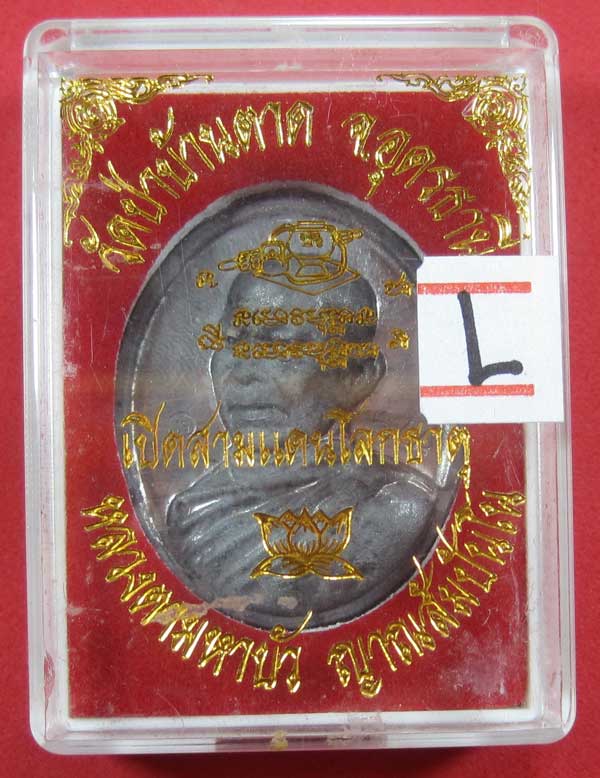 วัดป่าบ้านตาด จ.อุดรธานี
เปิดสามแดนโลกธาตุ
หลวงตามหาบัว ญาณสัมปันโน